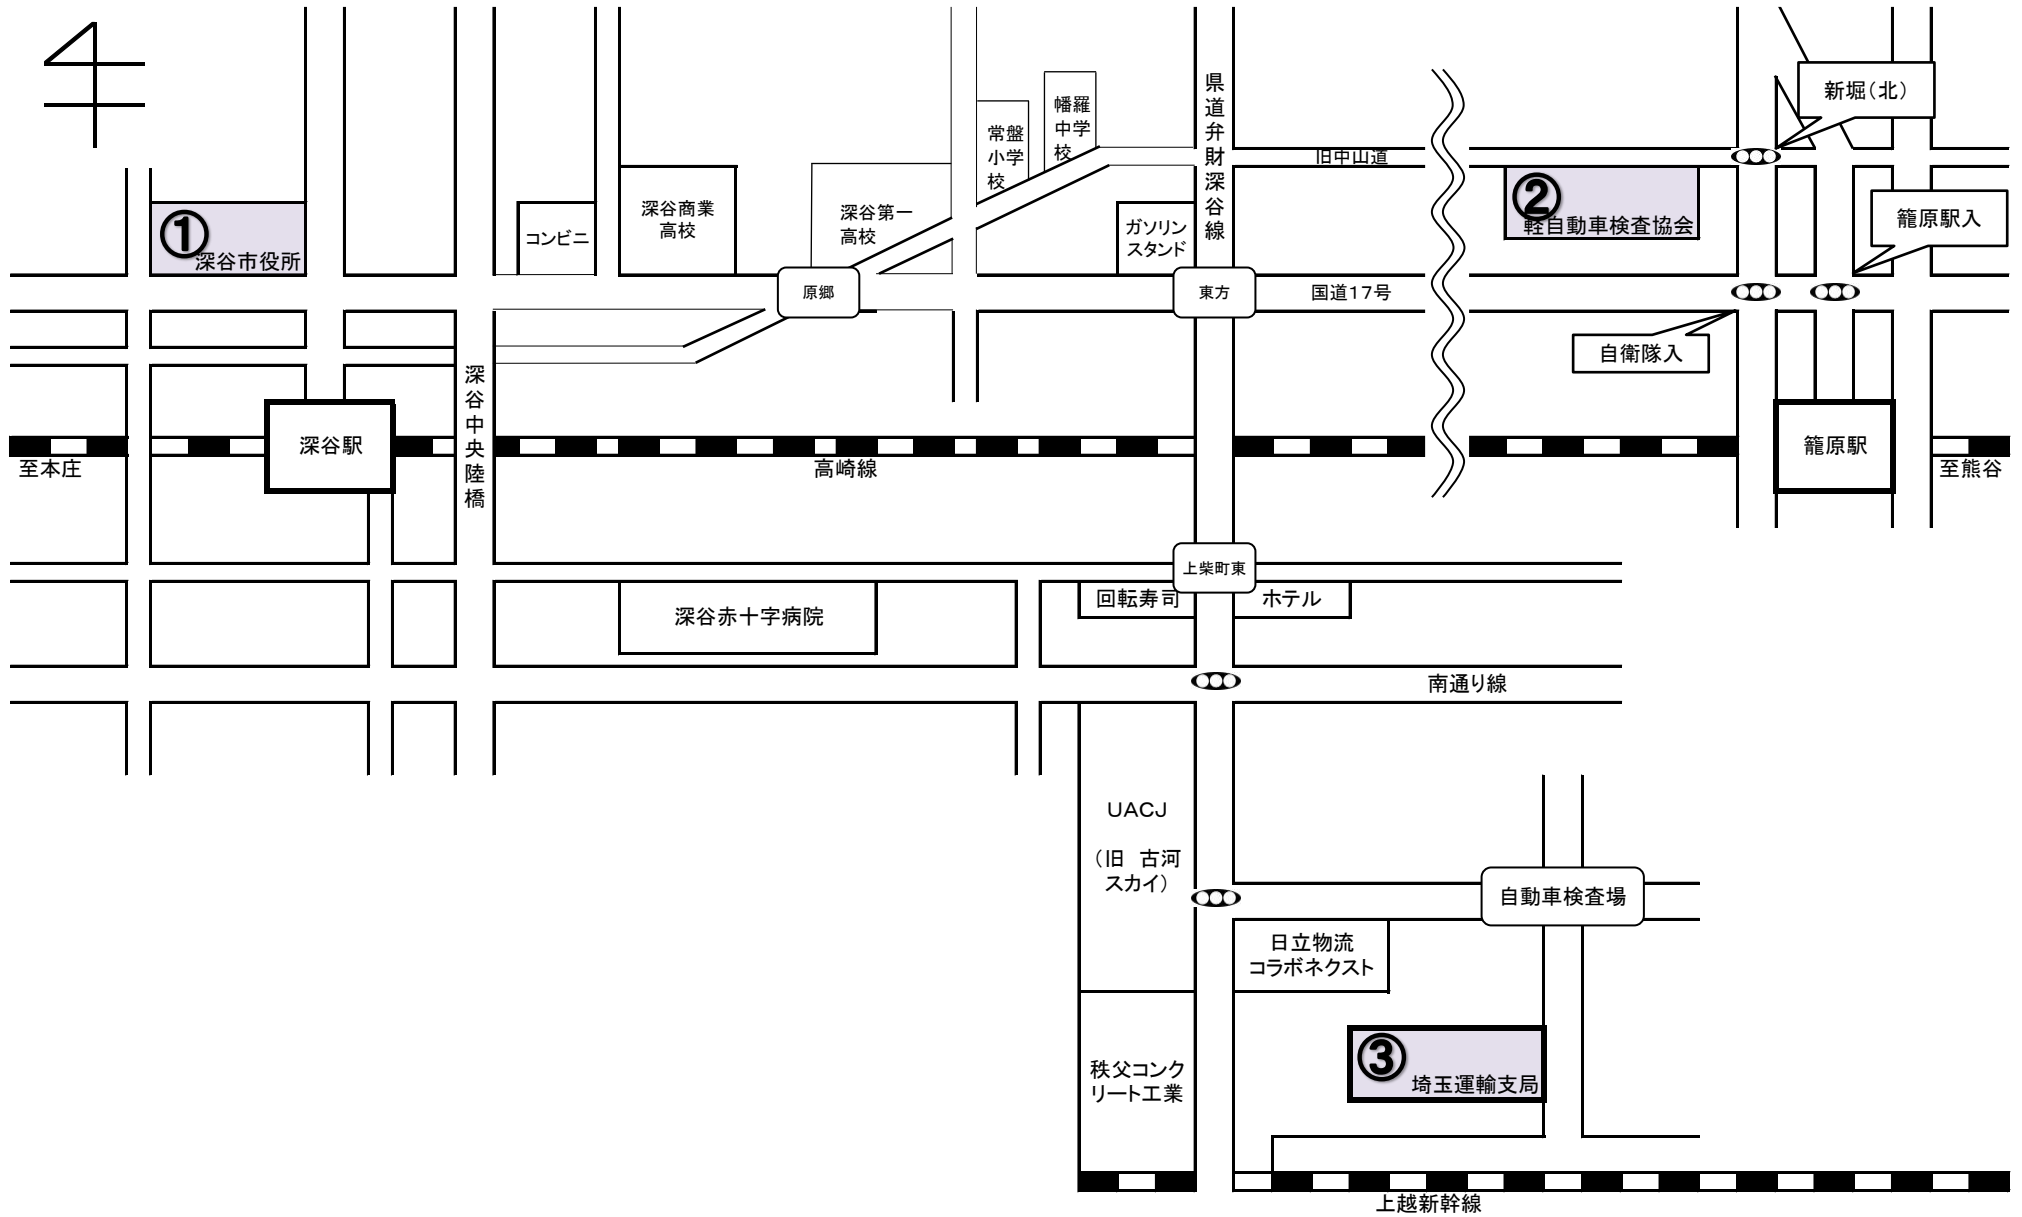 県道弁財深谷線
新堀（北）
幡羅
中学
校
常盤
小学
校
旧中山道
①
深谷市役所
コンビニ
深谷商業
高校
深谷第一
高校
ガソリン
スタンド
②
軽自動車検査協会
籠原駅入
原郷
東方
国道１７号
自衛隊入
深谷中央陸橋
深谷駅
籠原駅
至本庄
高崎線
至熊谷
上柴町東
回転寿司
ホテル
深谷赤十字病院
南通り線
UACJ
（旧　古河
スカイ）
自動車検査場
日立物流
コラボネクスト
③
埼玉運輸支局
秩父コンク
リート工業
上越新幹線